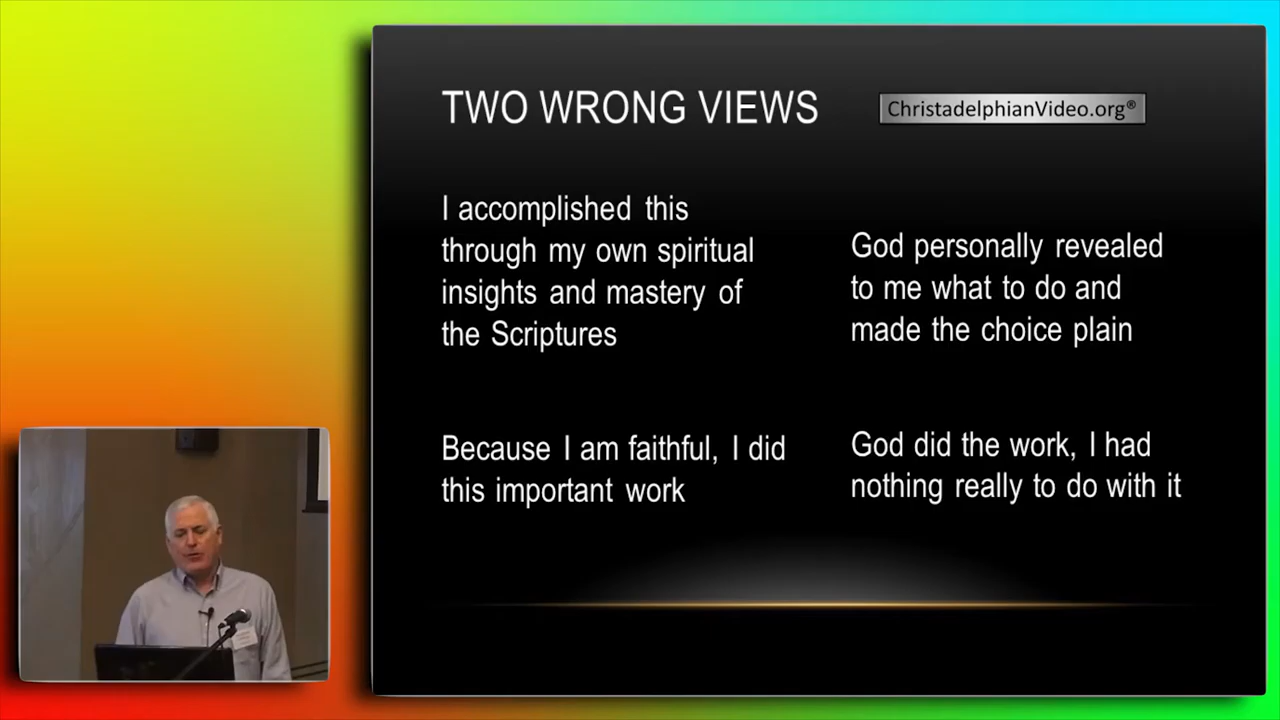 TWO WRONG VIEWS
ChristadelphianVideo.org®
I accomplished this
through my own spiritual
insights and mastery of
the Scriptures
Because I am faithful, I did
this important work
God personally revealed
to me what to do and
made the choice plain
God did the work, I had
nothing really to do with it